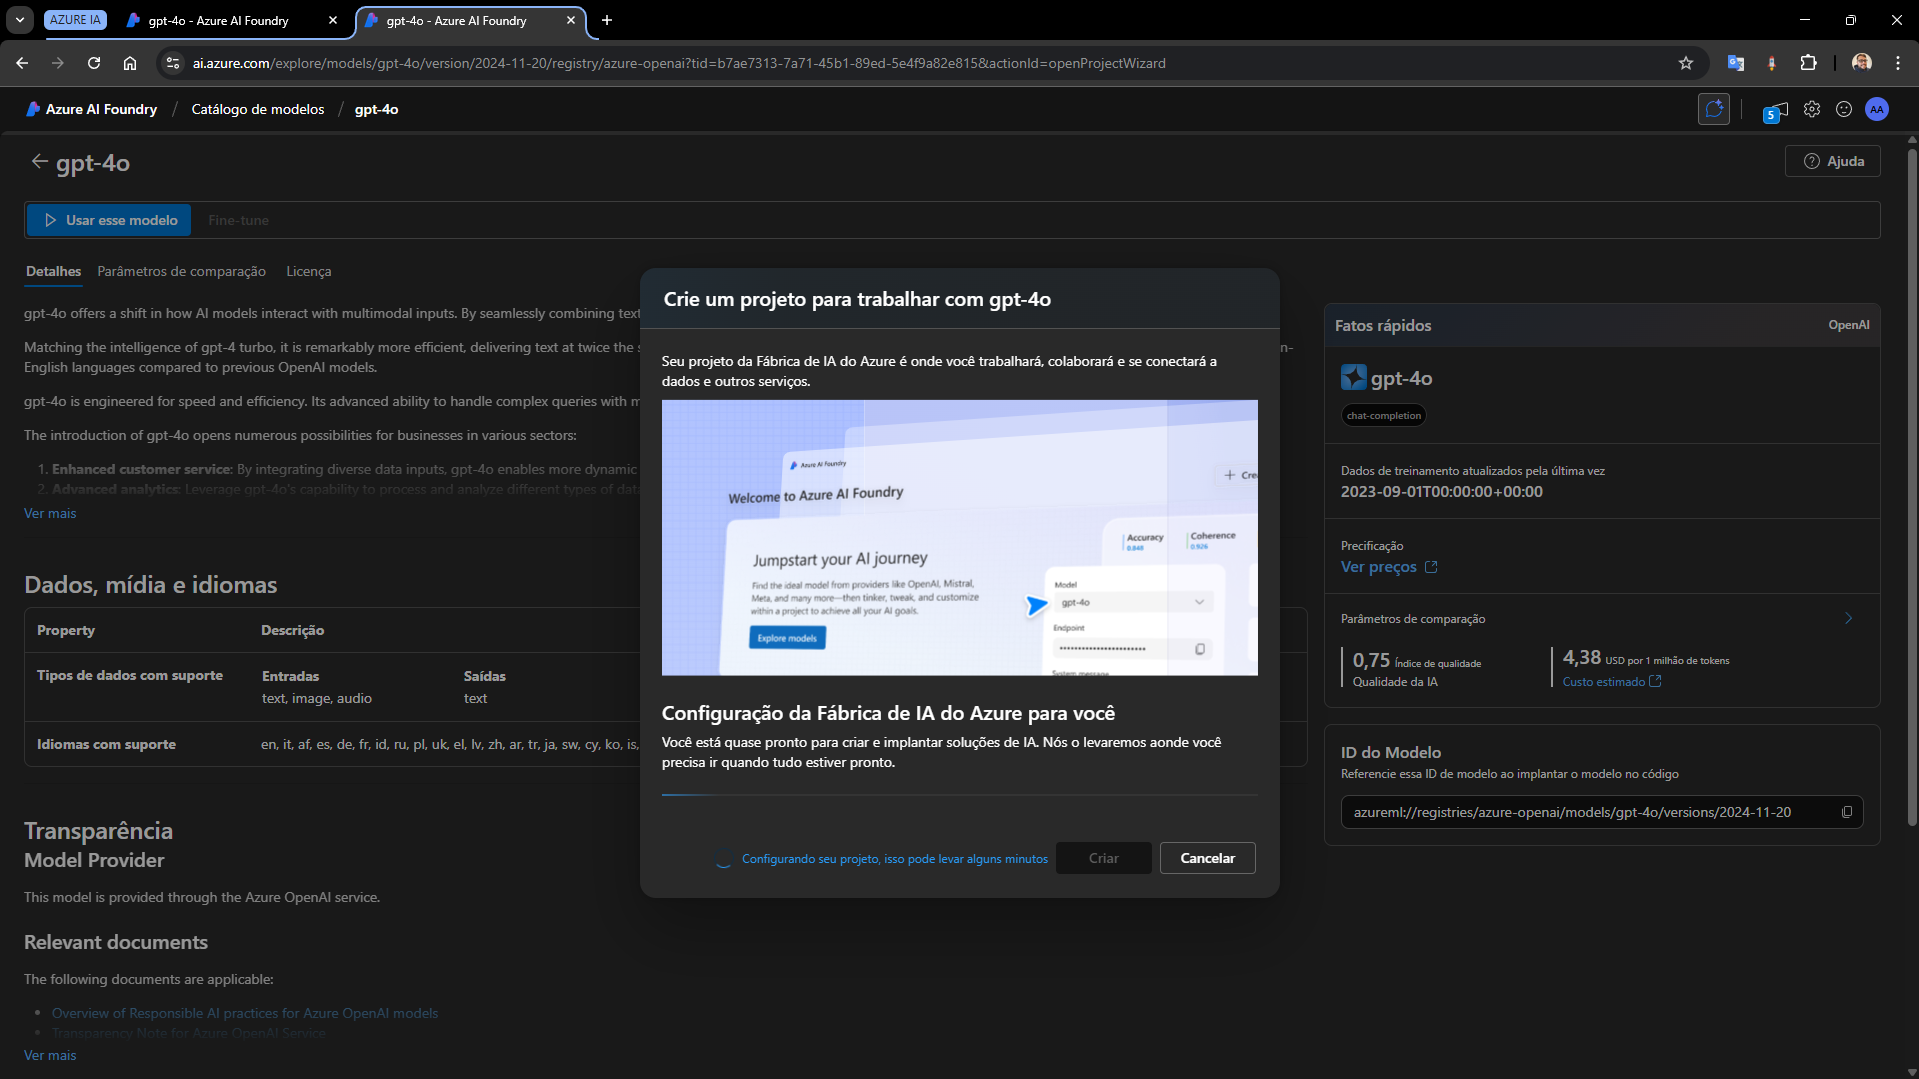 AZURE IA
gpt-4o - Azure AI Foundry
gpt-4o - Azure AI Foundry
ai.azure.com/explore/models/gpt-4o/version/2024-11-20/registry/azure-openai?tid=b7ae7313-7a71-45b1-89ed-5e4f9a82e815&actionId=openProjectWizard
Azure AI Foundry / Catálogo de modelos / gpt-4o
5
AA
gpt-4o
Ajuda
Usar esse modelo
Fine-tune
Detalhes
Parâmetros de comparação
Licença
gpt-4o offers a shift in how AI models interact with multimodal inputs. By seamlessly combining text
Matching the intelligence of gpt-4 turbo, it is remarkably more efficient, delivering text at twice the s
n-
English languages compared to previous OpenAI models.
gpt-4o is engineered for speed and efficiency. Its advanced ability to handle complex queries with m
The introduction of gpt-4o opens numerous possibilities for businesses in various sectors:
1. Enhanced customer service: By integrating diverse data inputs, gpt-4o enables more dynamic
2. Advanced analytics: Leverage gpt-4o's capability to process and analyze different types of data
Ver mais
Dados, mídia e idiomas
Property
Descrição
Tipos de dados com suporte
Entradas
Saídas
text, image, audio
text
Idiomas com suporte
en, it, af, es, de, fr, id, ru, pl, uk, el, lv, zh, ar, tr, ja, sw, cy, ko, is,
Transparência
Model Provider
This model is provided through the Azure OpenAI service.
Relevant documents
The following documents are applicable:
• Overview of Responsible AI practices for Azure OpenAI models
• Transparency Note for Azure OpenAI Service
Ver mais
Crie um projeto para trabalhar com gpt-4o
Seu projeto da Fábrica de IA do Azure é onde você trabalhará, colaborará e se conectará a
dados e outros serviços.
Azure AI Foundry
Welcome to Azure AI Foundry
+ Cre
Jumpstart your AI journey
Find the ideal model from providers like OpenAI, Mistral,
Meta, and many more—then tinker, tweak, and customize
within a project to achieve all your AI goals.
Explore models
Accuracy
0.848
Coherence
0.926
Model
gpt-4o
Endpoint
System message
Configuração da Fábrica de IA do Azure para você
Você está quase pronto para criar e implantar soluções de IA. Nós o levaremos aonde você
precisa ir quando tudo estiver pronto.
Configurando seu projeto, isso pode levar alguns minutos
Criar
Cancelar
Fatos rápidos
OpenAI
gpt-4o
chat-completion
Dados de treinamento atualizados pela última vez
2023-09-01T00:00:00+00:00
Precificação
Ver preços
Parâmetros de comparação
0,75 Índice de qualidade
Qualidade da IA
4,38 USD por 1 milhão de tokens
Custo estimado
ID do Modelo
Referencie essa ID de modelo ao implantar o modelo no código
azureml://registries/azure-openai/models/gpt-4o/versions/2024-11-20